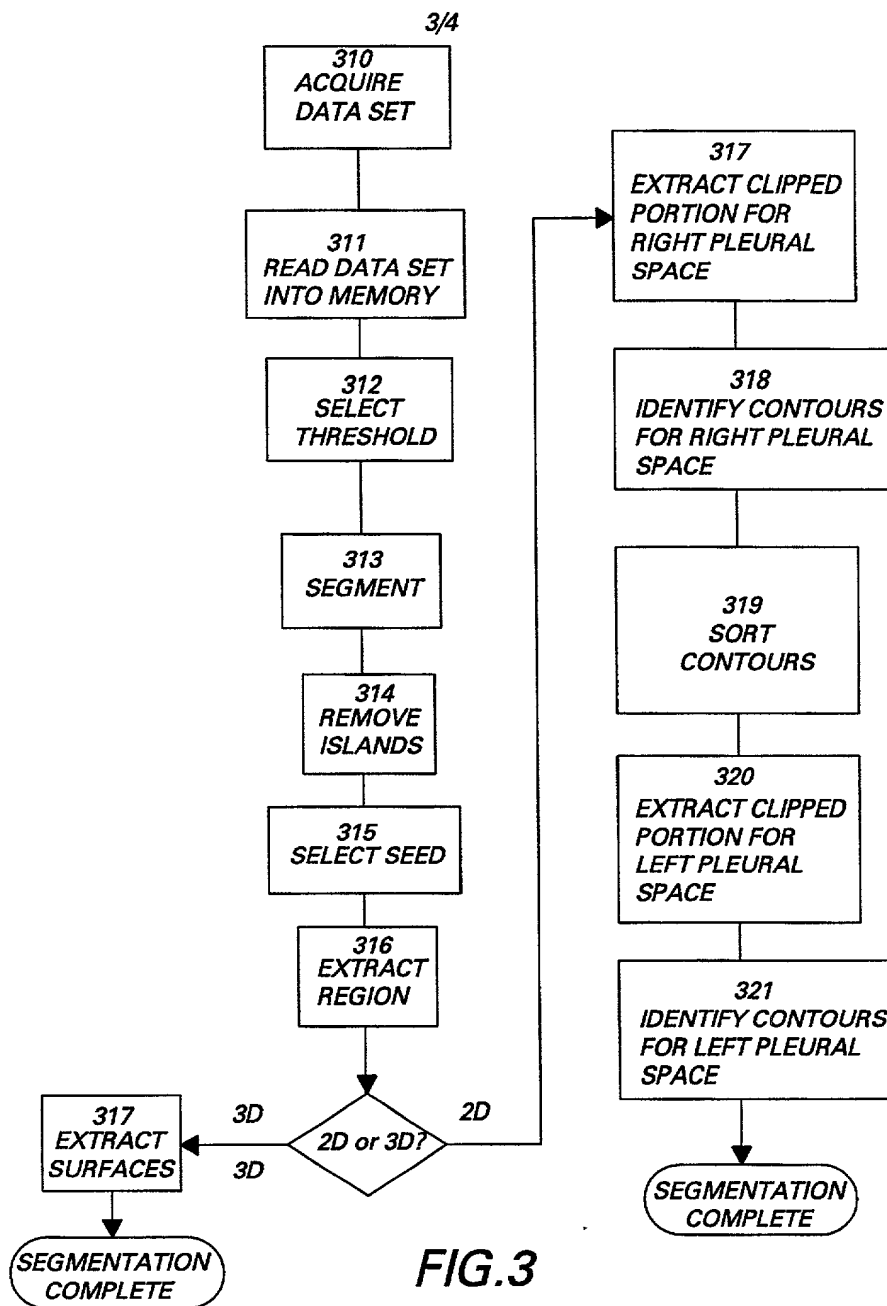 3/4
310
ACQUIRE
DATA SET
311
READ DATA SET
INTO MEMORY
312
SELECT
THRESHOLD
313
SEGMENT
314
REMOVE
ISLANDS
315
SELECT SEED
316
EXTRACT
REGION
2D or 3D?
3D
3D
2D
317
EXTRACT
SURFACES
SEGMENTATION
COMPLETE
317
EXTRACT CLIPPED
PORTION FOR
RIGHT PLEURAL
SPACE
318
IDENTIFY CONTOURS
FOR RIGHT PLEURAL
SPACE
319
SORT
CONTOURS
320
EXTRACT CLIPPED
PORTION FOR
LEFT PLEURAL
SPACE
321
IDENTIFY CONTOURS
FOR LEFT PLEURAL
SPACE
SEGMENTATION
COMPLETE
FIG.3